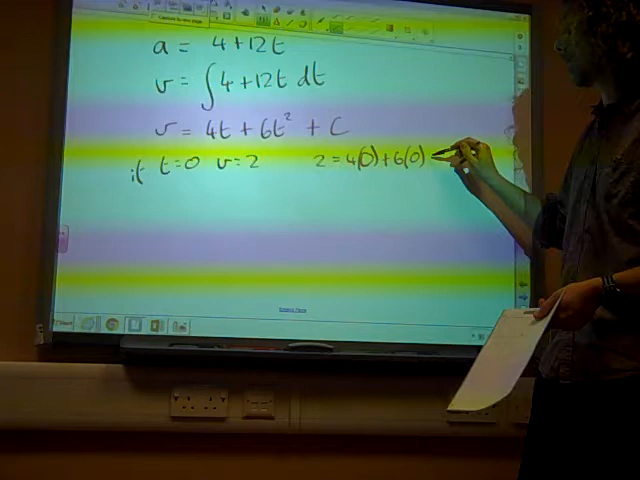 a = 4+12t
v = ∫4+12t dt
v = 4t + 6t² + C
if t=0 v=2 2 = 4(0)+6(0)